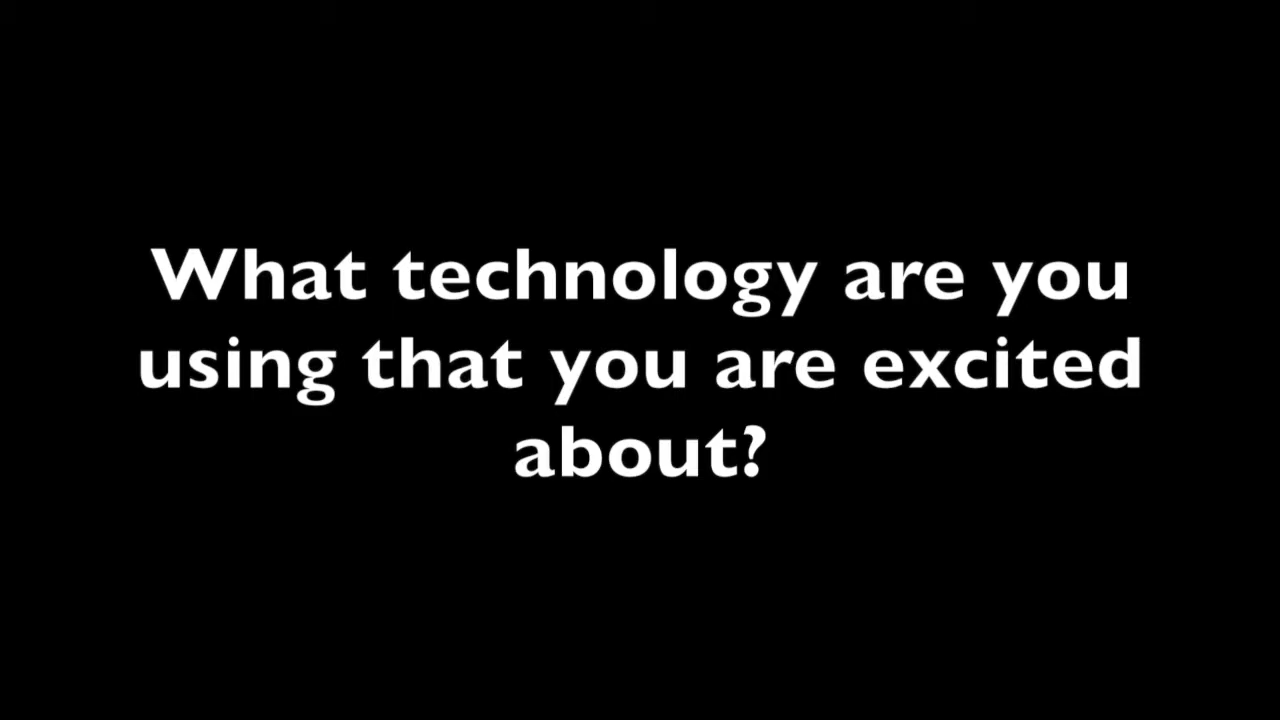 What technology are you
using that you are excited
about?